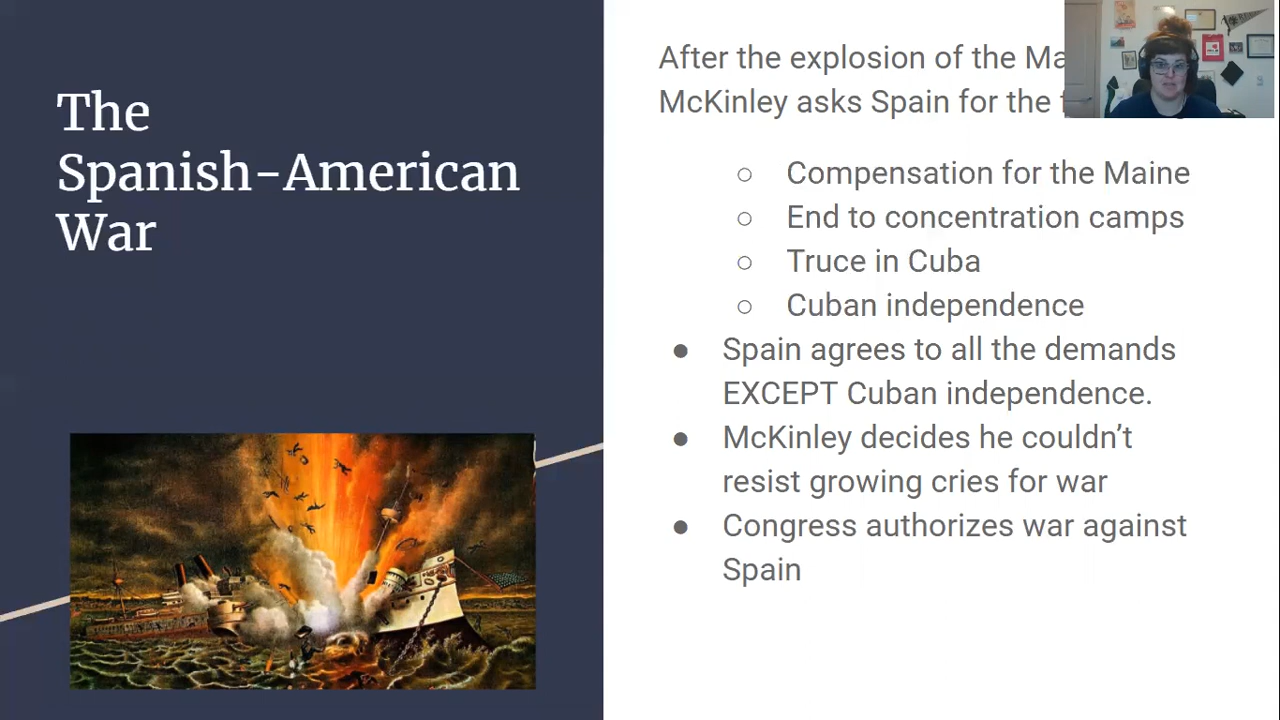 The
Spanish-American
War
After the explosion of the
McKinley asks Spain for the
○ Compensation for the Maine
○ End to concentration camps
○ Truce in Cuba
○ Cuban independence
● Spain agrees to all the demands
EXCEPT Cuban independence.
● McKinley decides he couldn’t
resist growing cries for war
● Congress authorizes war against
Spain